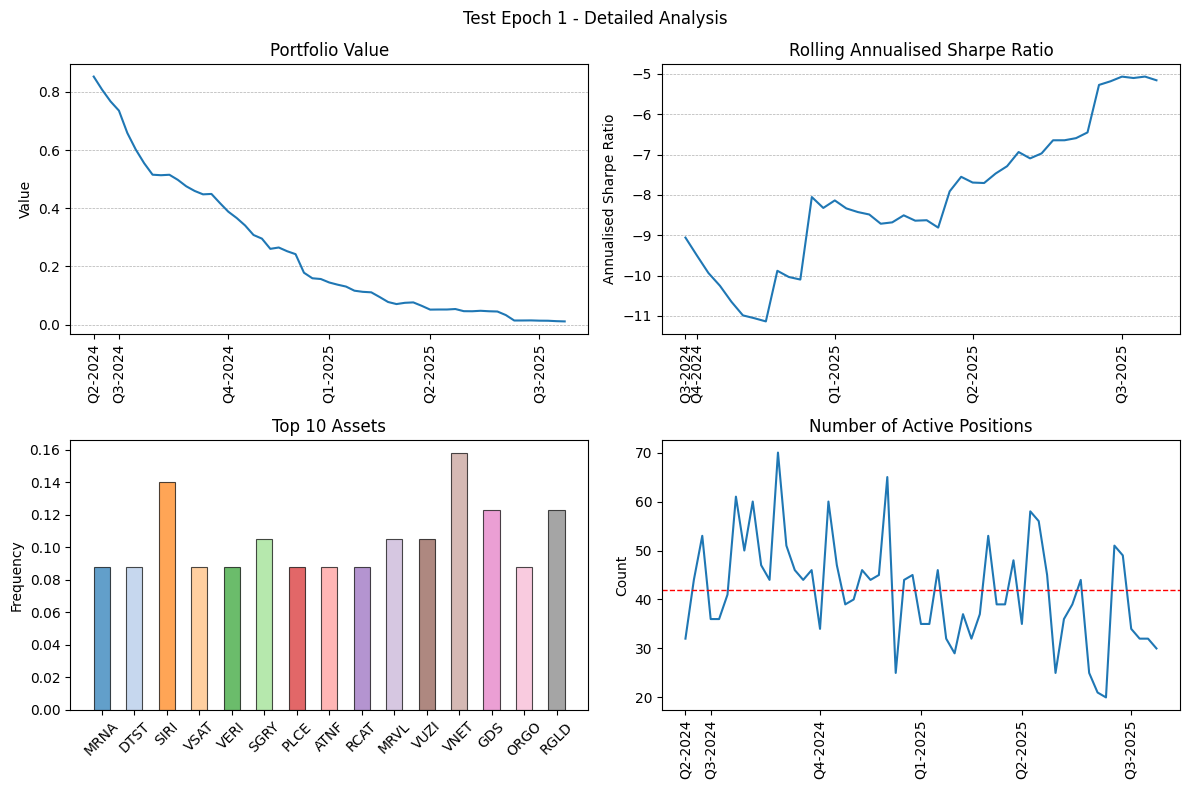 Test Epoch 1 - Detailed Analysis
Portfolio Value
Value
0.8
0.6
0.4
0.2
0.0
Q2-2024
Q3-2024
Q4-2024
Q1-2025
Q2-2025
Q3-2025
Rolling Annualised Sharpe Ratio
Annualised Sharpe Ratio
−5
−6
−7
−8
−9
−10
−11
Q3-2024
Q4-2024
Q1-2025
Q2-2025
Q3-2025
Top 10 Assets
Frequency
0.16
0.14
0.12
0.10
0.08
0.06
0.04
0.02
0.00
MRNA
DTST
SIRI
VSAT
VERI
SGRY
PLCE
ATNF
RCAT
MRVL
VUZI
VNET
GDS
ORGO
RGLD
Number of Active Positions
Count
70
60
50
40
30
20
Q2-2024
Q3-2024
Q4-2024
Q1-2025
Q2-2025
Q3-2025